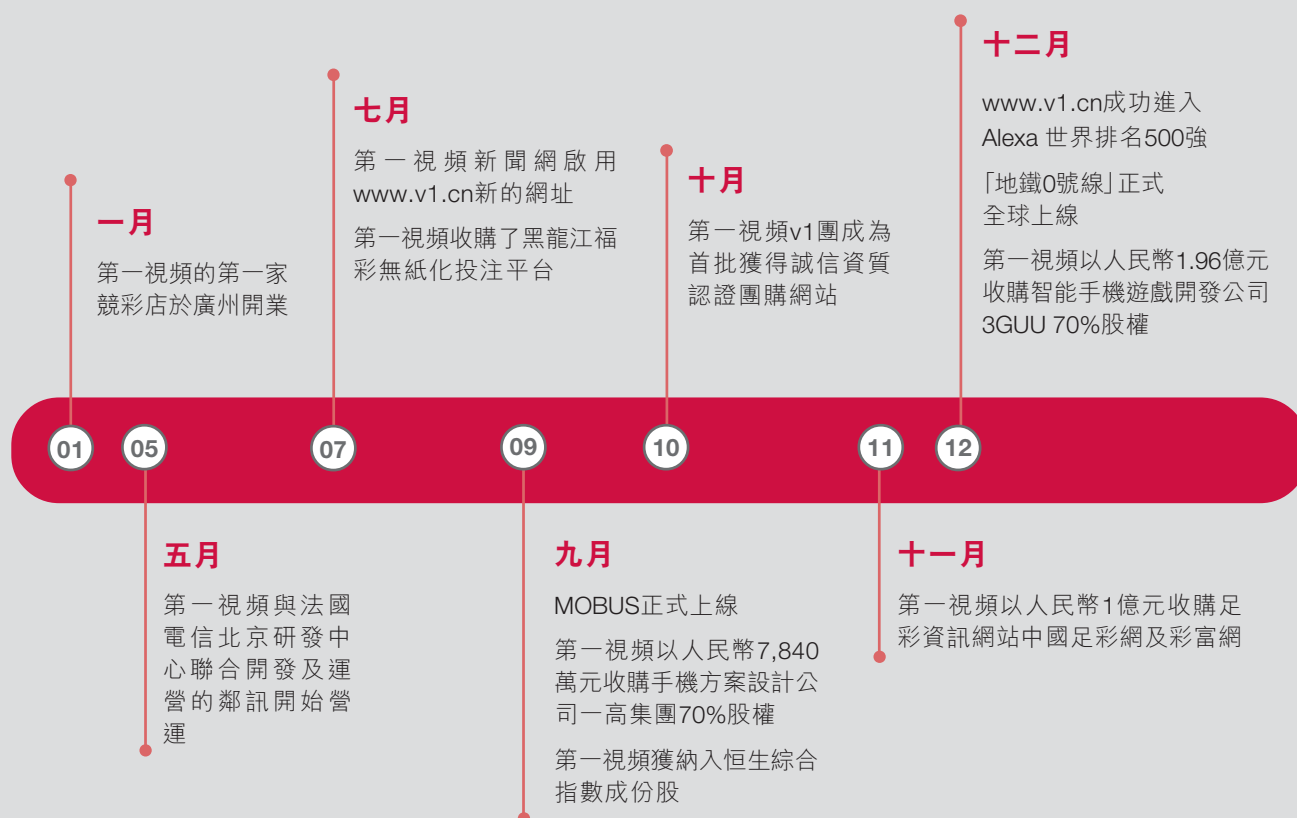 一月
第一視頻的第一家
競彩店於廣州開業
七月
第一視頻新聞網啟用
www.v1.cn新的網址
第一視頻收購了黑龍江福
彩無紙化投注平台
十月
第一視頻v1團成為
首批獲得誠信資質
認證團購網站
十二月
www.v1.cn成功進入
Alexa 世界排名500強
「地鐵0號線」正式
全球上線
第一視頻以人民幣1.96億元
收購智能手機遊戲開發公司
3GUU 70%股權
01
05
07
09
10
11
12
五月
第一視頻與法國
電信北京研發中
心聯合開發及運
營的鄰訊開始營
運
九月
MOBUS正式上線
第一視頻以人民幣7,840
萬元收購手機方案設計公
司一高集團70%股權
第一視頻獲納入恒生綜合
指數成份股
十一月
第一視頻以人民幣1億元收購足
彩資訊網站中國足彩網及彩富網